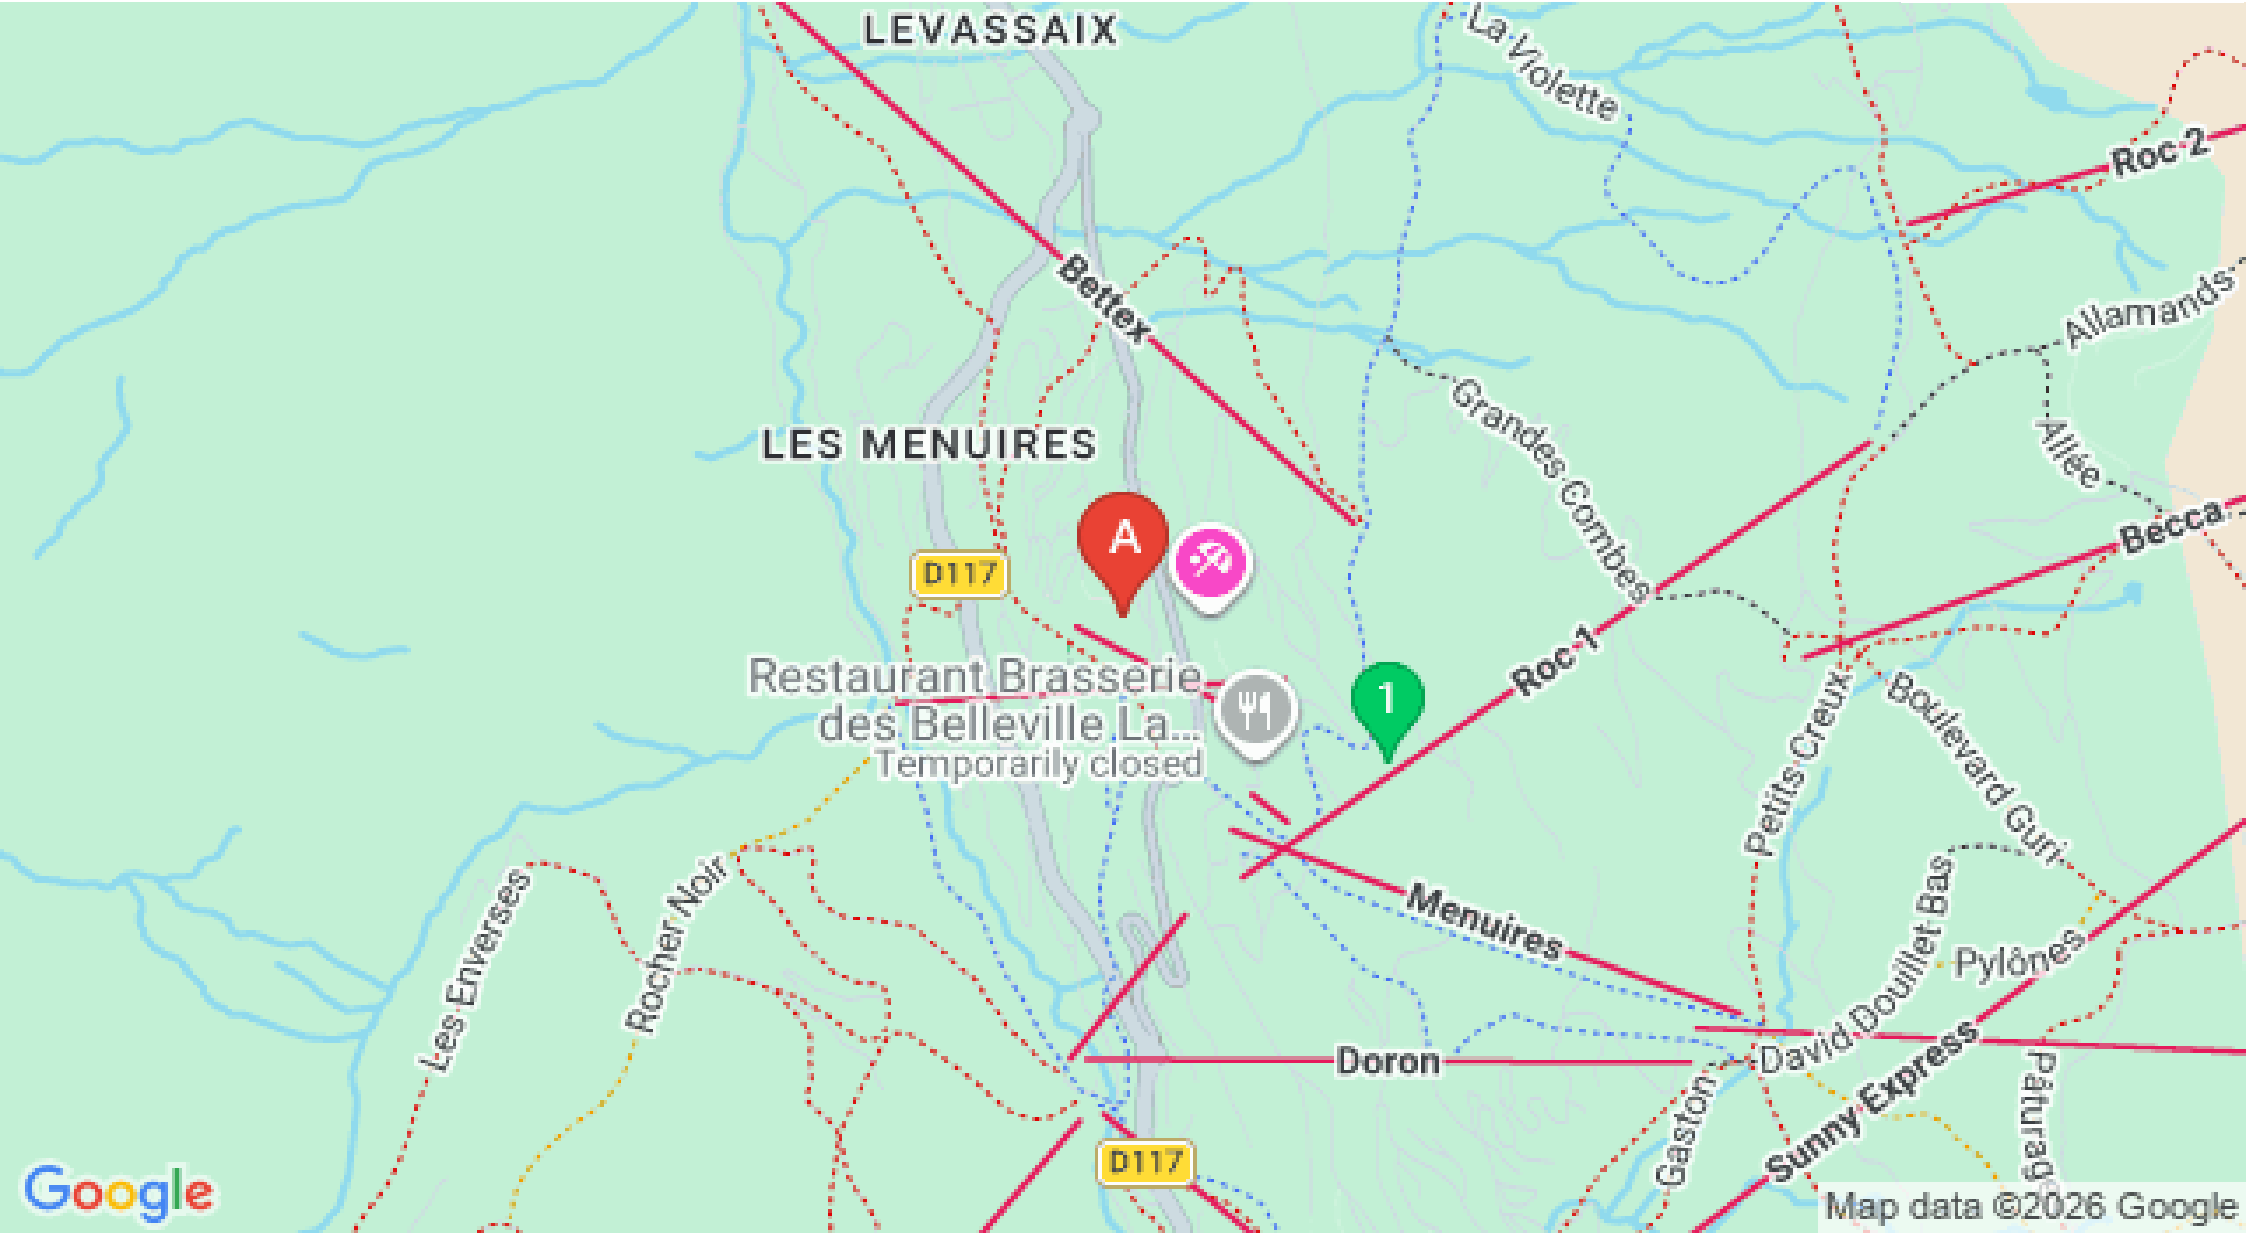 LEVASSAIX
La Violette
Roc 2
Bettex
Allamands
Grandes Combes
Allée
LES MENUIRES
Becca
A
D117
Roc 1
Restaurant Brasserie
des Belleville La...
Temporarily closed
1
Petits Creux
Boulevard Guri
Les Enverses
Rocher Noir
Menuires
David Douillet Bas
Pylônes
Doron
Gaston
Sunny Express
Pâturag
D117
Google
Map data ©2026 Google